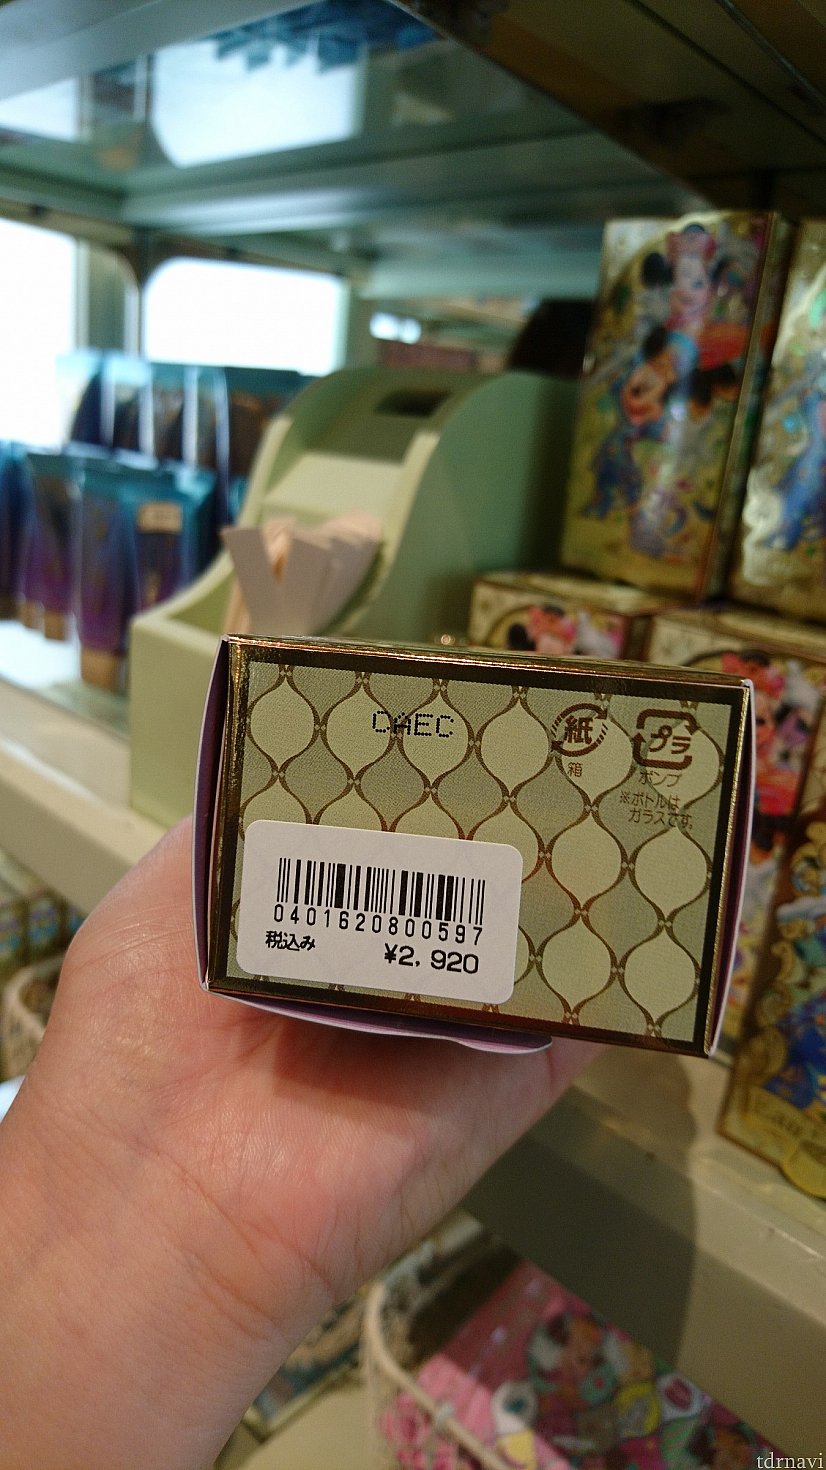 OAEC
紙
箱
プラ
ポンプ
※ボトルは
ガラスです。
0401620800597
税込み
¥2,920
tdrnavi